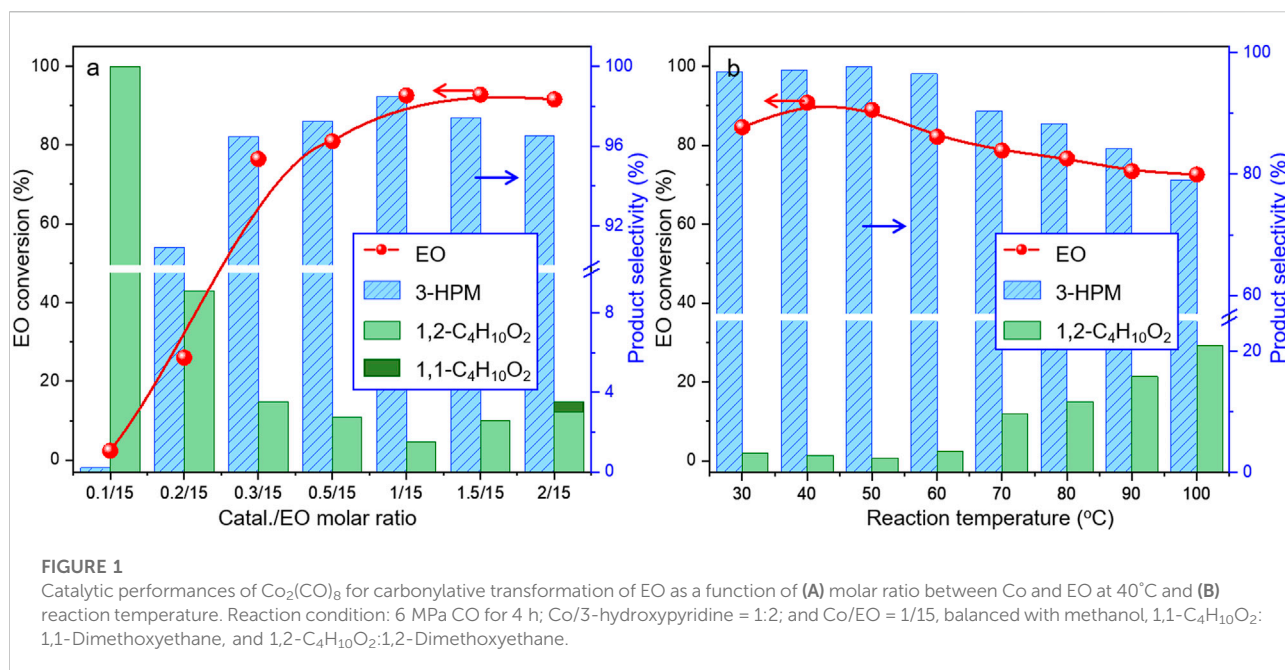 a
100
80
60
40
20
0
EO conversion (%)
100
96
92
8
4
0
Product selectivity (%)
EO
3-HPM
1,2-C₄H₁₀O₂
1,1-C₄H₁₀O₂
0.1/15 0.2/15 0.3/15 0.5/15 1/15 1.5/15 2/15
Catal./EO molar ratio
b
100
80
60
40
20
0
EO conversion (%)
100
80
60
20
0
Product selectivity (%)
EO
3-HPM
1,2-C₄H₁₀O₂
30 40 50 60 70 80 90 100
Reaction temperature (°C)
FIGURE 1
Catalytic performances of Co₂(CO)₈ for carbonylative transformation of EO as a function of (A) molar ratio between Co and EO at 40°C and (B)
reaction temperature. Reaction condition: 6 MPa CO for 4 h; Co/3-hydroxypyridine = 1:2; and Co/EO = 1/15, balanced with methanol, 1,1-C₄H₁₀O₂:
1,1-Dimethoxyethane, and 1,2-C₄H₁₀O₂:1,2-Dimethoxyethane.